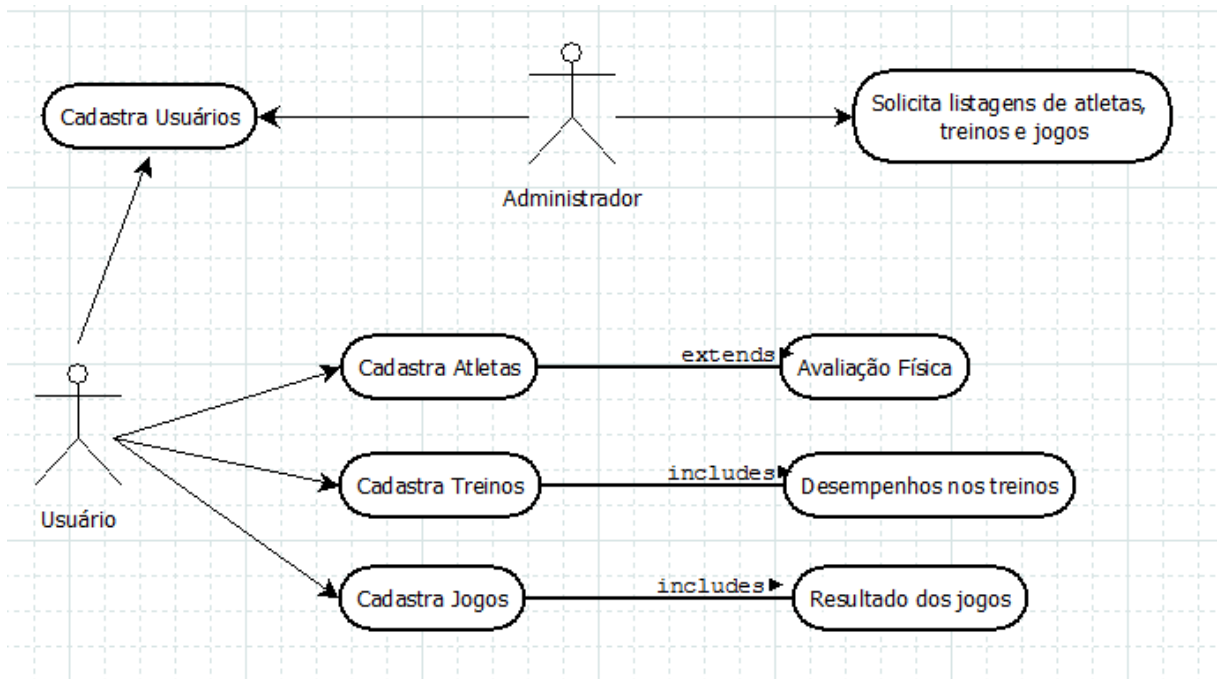 Cadastra Usuários
Solicita listagens de atletas,
treinos e jogos
Administrador
Cadastra Atletas
extends
Avaliação Física
Cadastra Treinos
includes
Desempenhos nos treinos
Usuário
Cadastra Jogos
includes
Resultado dos jogos